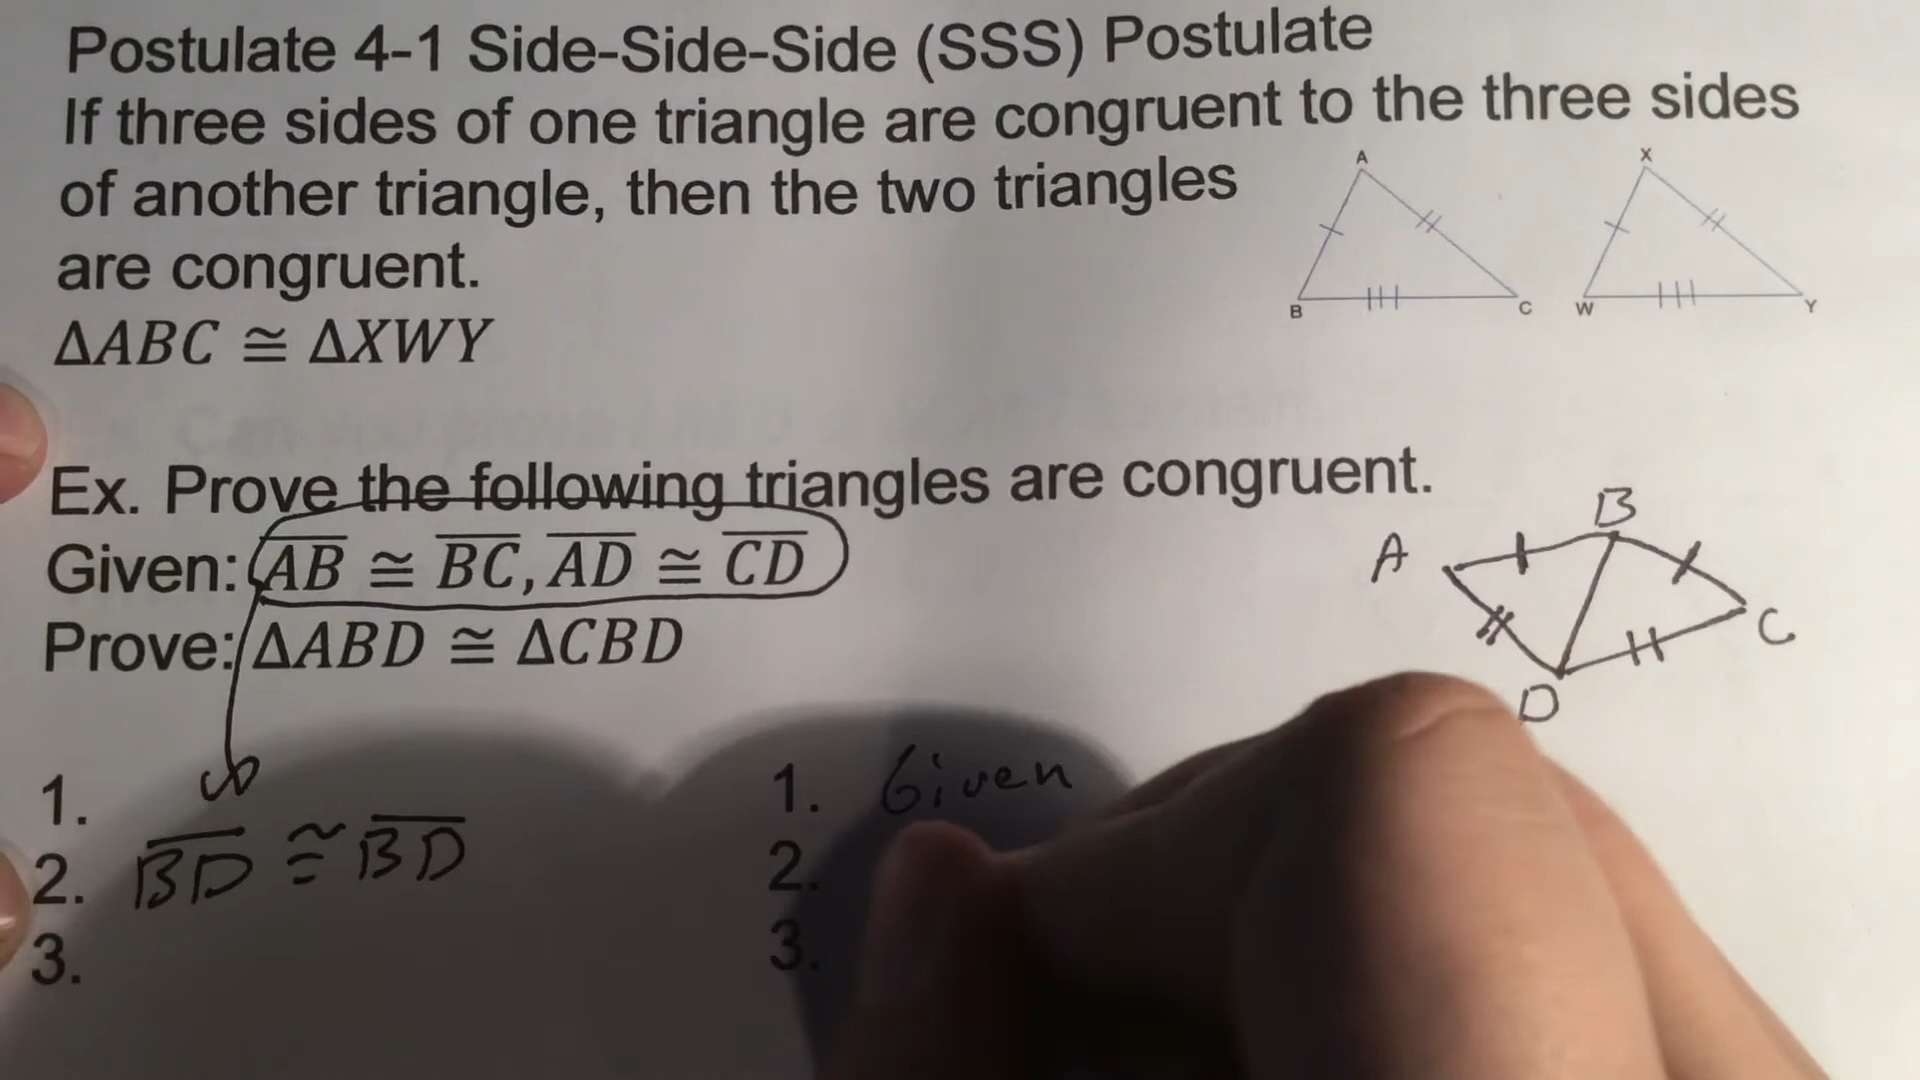 Postulate 4-1 Side-Side-Side (SSS) Postulate
If three sides of one triangle are congruent to the three sides
of another triangle, then the two triangles
are congruent.
ΔABC ≅ ΔXWY
A
B
C
X
W
Y
Ex. Prove the following triangles are congruent.
Given: AB ≅ BC, AD ≅ CD
Prove: ΔABD ≅ ΔCBD
A
B
C
D
1.
1. Given
2. BD ≅ BD
2.
3.
3.